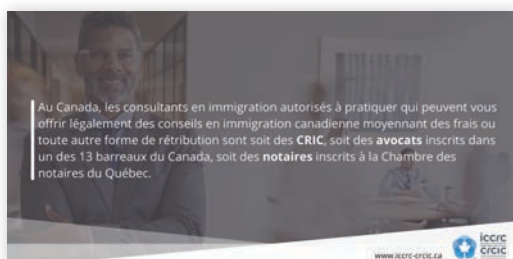 Au Canada, les consultants en immigration autorisés à pratiquer qui peuvent vous
offrir légalement des conseils en immigration canadienne moyennant des frais ou
toute autre forme de rétribution sont soit des CRIC, soit des avocats inscrits dans
un des 13 barreaux du Canada, soit des notaires inscrits à la Chambre des
notaires du Québec.
www.iccrc-crcic.ca
iccrc
crcic